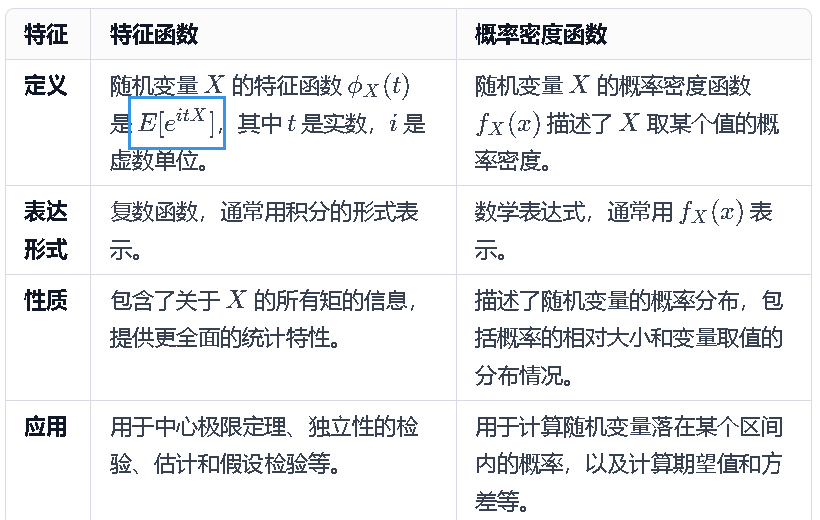 特征 特征函数 概率密度函数
定义 随机变量 X 的特征函数 ϕ_X(t) 随机变量 X 的概率密度函数
是 E[e^{itX}]，其中 t 是实数，i 是 f_X(x) 描述了 X 取某个值的概
虚数单位。 率密度。
表达 复数函数，通常用积分的形式表 数学表达式，通常用 f_X(x) 表
形式 示。 示。
性质 包含了关于 X 的所有矩的信息， 描述了随机变量的概率分布，包
提供更全面的统计特性。 括概率的相对大小和变量取值的
分布情况。
应用 用于中心极限定理、独立性的检 用于计算随机变量落在某个区间
验、估计和假设检验等。 内的概率，以及计算期望值和方
差等。